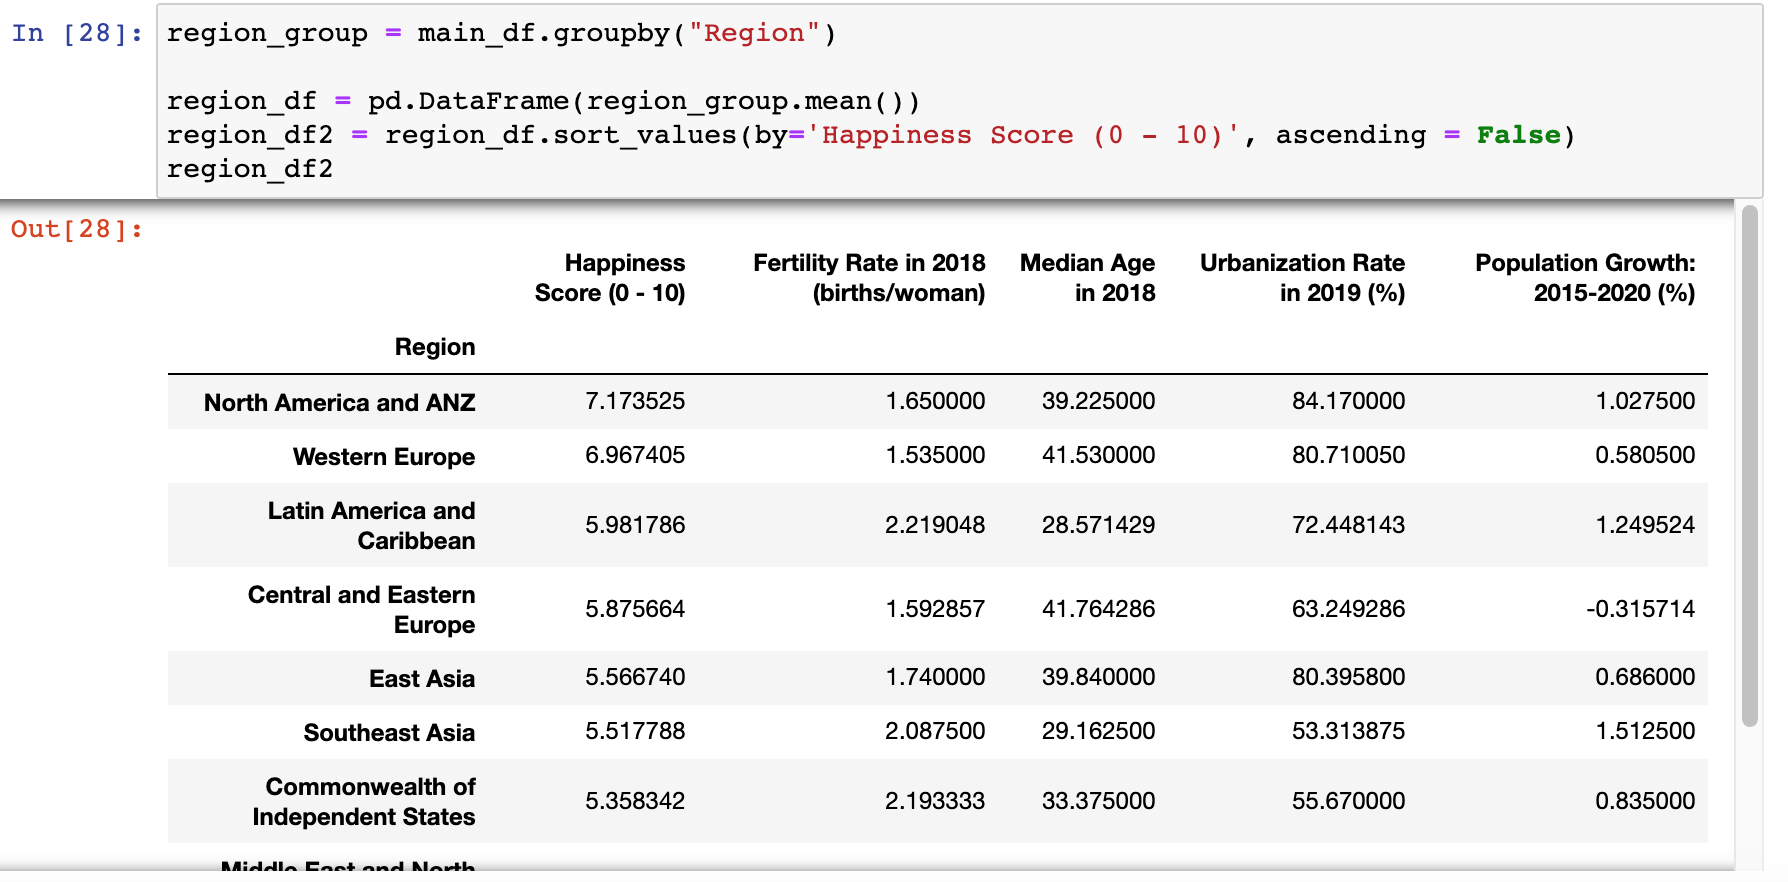 In [28]: region_group = main_df.groupby("Region")
region_df = pd.DataFrame(region_group.mean())
region_df2 = region_df.sort_values(by='Happiness Score (0 - 10)', ascending = False)
region_df2
Out[28]:
Happiness Fertility Rate in 2018 Median Age Urbanization Rate Population Growth:
Score (0 - 10) (births/woman) in 2018 in 2019 (%) 2015-2020 (%)
Region
North America and ANZ 7.173525 1.650000 39.225000 84.170000 1.027500
Western Europe 6.967405 1.535000 41.530000 80.710050 0.580500
Latin America and
Caribbean 5.981786 2.219048 28.571429 72.448143 1.249524
Central and Eastern
Europe 5.875664 1.592857 41.764286 63.249286 -0.315714
East Asia 5.566740 1.740000 39.840000 80.395800 0.686000
Southeast Asia 5.517788 2.087500 29.162500 53.313875 1.512500
Commonwealth of
Independent States 5.358342 2.193333 33.375000 55.670000 0.835000
Middle East and North